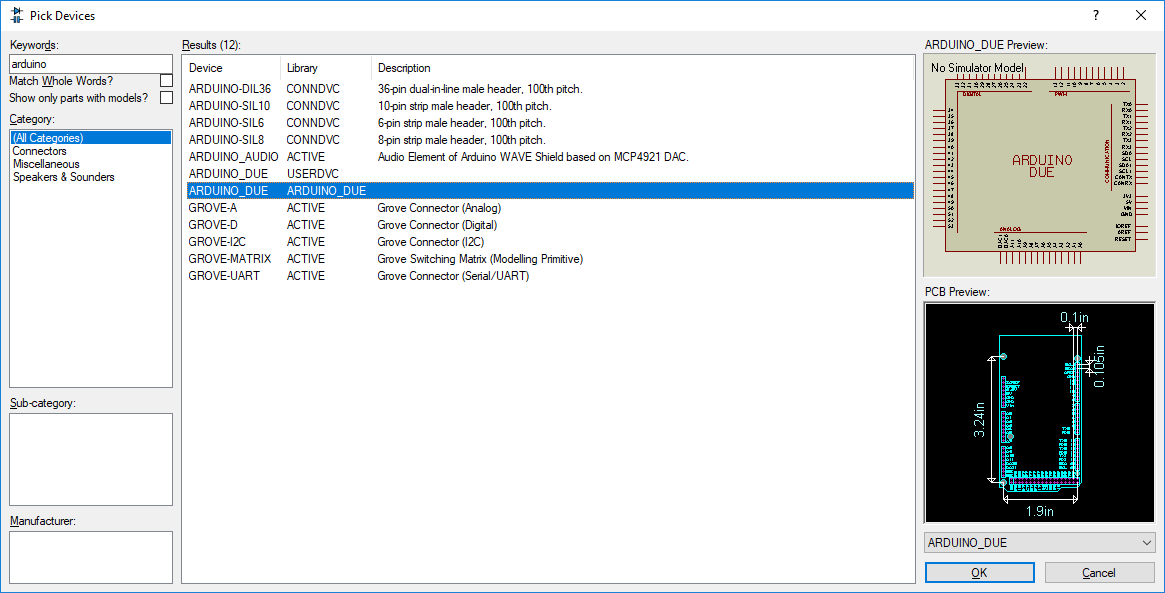 Pick Devices
?
Keywords:
arduino
Match Whole Words?
Show only parts with models?
Category:
(All Categories)
Connectors
Miscellaneous
Speakers & Sounders
Sub-category:
Manufacturer:
Results (12):
Device Library Description
ARDUINO-DIL36 CONNDVC 36-pin dual-in-line male header, 100th pitch.
ARDUINO-SIL10 CONNDVC 10-pin strip male header, 100th pitch.
ARDUINO-SIL6 CONNDVC 6-pin strip male header, 100th pitch.
ARDUINO-SIL8 CONNDVC 8-pin strip male header, 100th pitch.
ARDUINO_AUDIO ACTIVE Audio Element of Arduino WAVE Shield based on MCP4921 DAC.
ARDUINO_DUE USERDVC
ARDUINO_DUE ARDUINO_DUE
GROVE-A ACTIVE Grove Connector (Analog)
GROVE-D ACTIVE Grove Connector (Digital)
GROVE-I2C ACTIVE Grove Connector (I2C)
GROVE-MATRIX ACTIVE Grove Switching Matrix (Modelling Primitive)
GROVE-UART ACTIVE Grove Connector (Serial/UART)
ARDUINO_DUE Preview:
No Simulator Model
DIGITAL
PWM
COMMUNICATION
ARDUINO
DUE
3V3
5V
VIN
GND
IOREF
RESET
ANALOG
PCB Preview:
0.1in
0.105in
3.24in
1.9in
ARDUINO_DUE
OK
Cancel